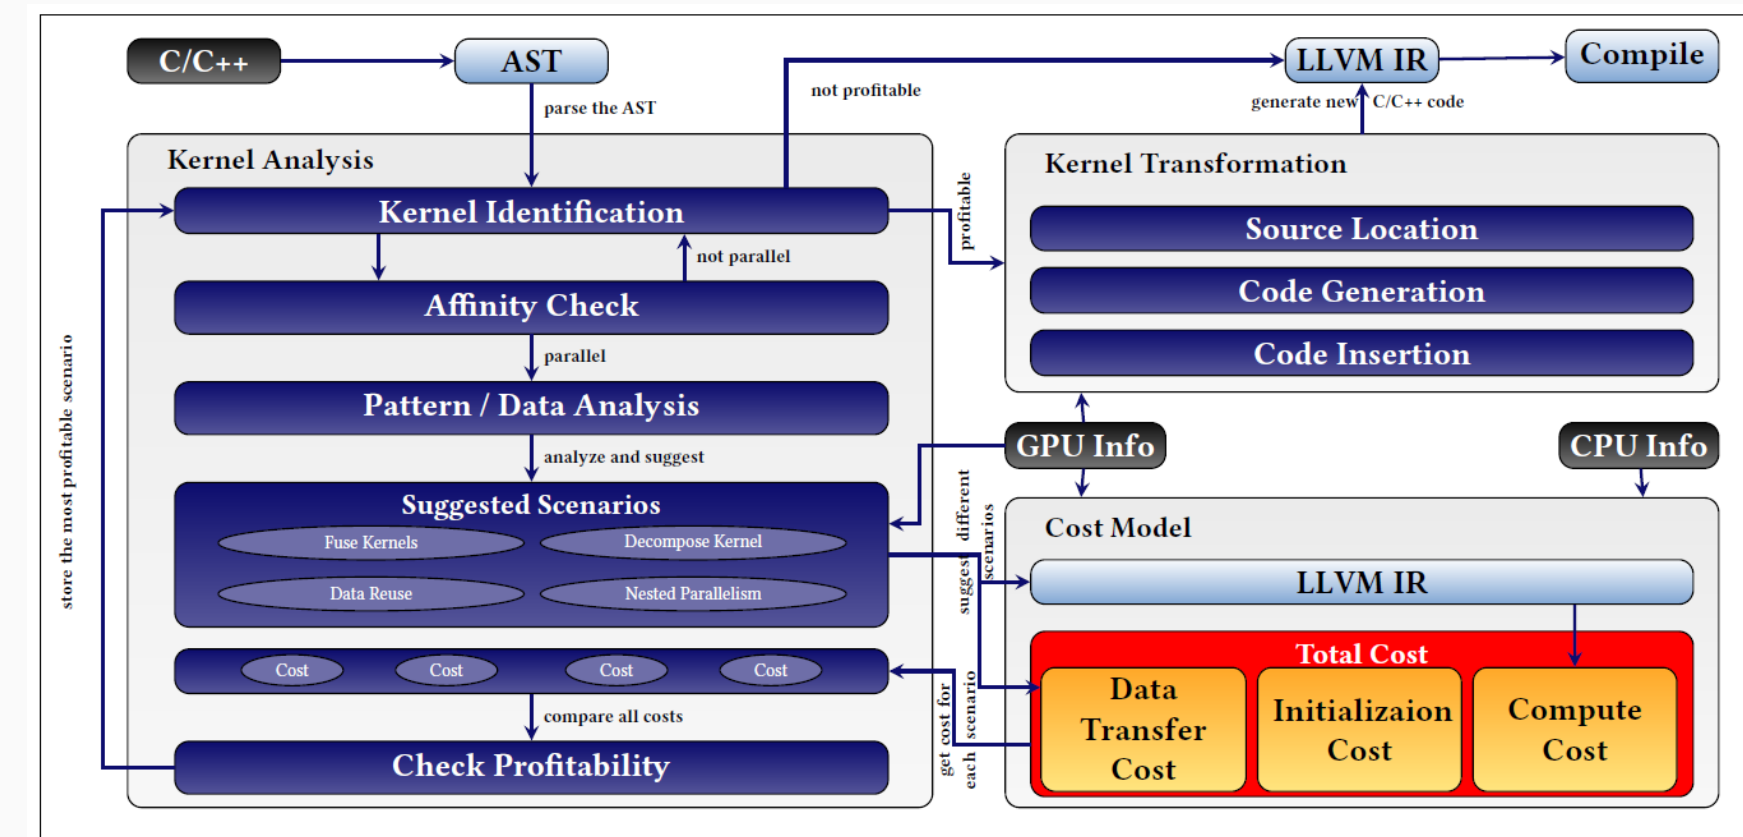 C/C++
AST
LLVM IR
Compile
parse the AST
not profitable
generate new C/C++ code
Kernel Analysis
Kernel Identification
not parallel
Affinity Check
parallel
Pattern / Data Analysis
analyze and suggest
Suggested Scenarios
Fuse Kernels
Decompose Kernel
Data Reuse
Nested Parallelism
Cost
Cost
Cost
Cost
compare all costs
Check Profitability
store the most profitable scenario
profitable
Kernel Transformation
Source Location
Code Generation
Code Insertion
GPU Info
CPU Info
suggest different
scenarios
get cost for
each scenario
Cost Model
LLVM IR
Total Cost
Data
Transfer
Cost
Initializaion
Cost
Compute
Cost